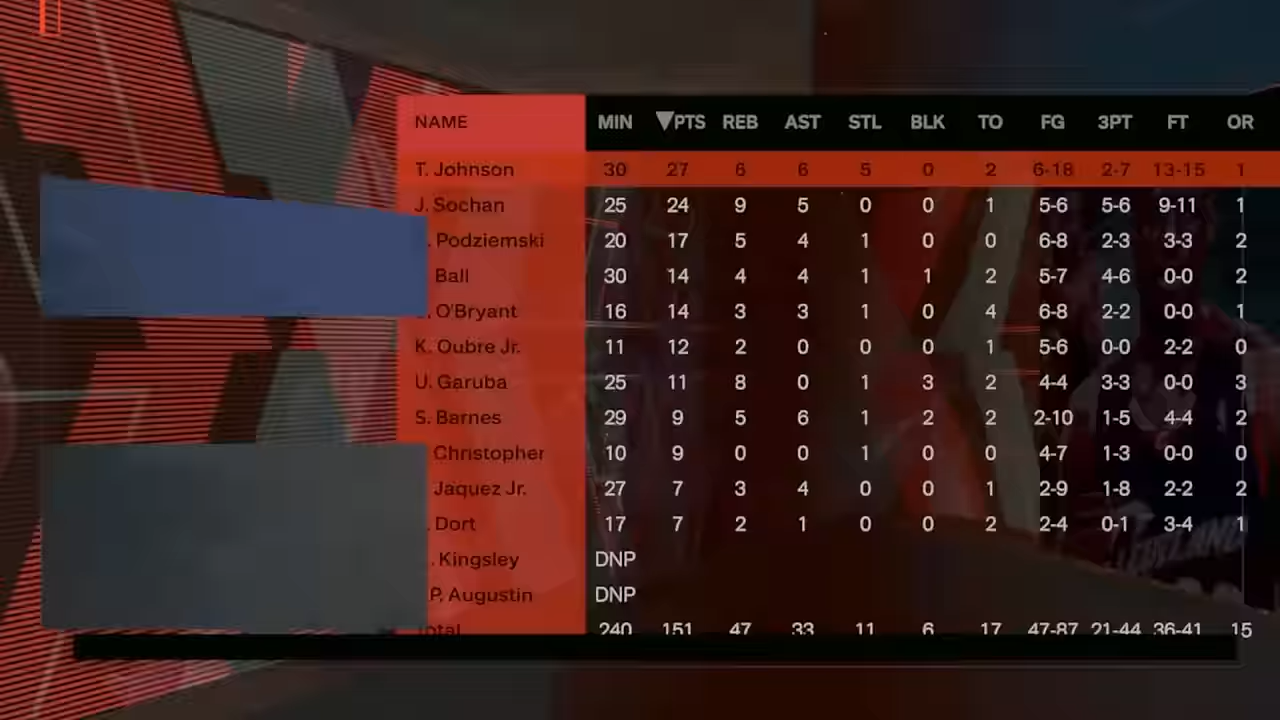 NAME MIN ▼PTS REB AST STL BLK TO FG 3PT FT OR
T. Johnson 30 27 6 6 5 0 2 6-18 2-7 13-15 1
J. Sochan 25 24 9 5 0 0 1 5-6 5-6 9-11 1
. Podziemski 20 17 5 4 1 0 0 6-8 2-3 3-3 2
Ball 30 14 4 4 1 1 2 5-7 4-6 0-0 2
. O'Bryant 16 14 3 3 1 0 4 6-8 2-2 0-0 1
K. Oubre Jr. 11 12 2 0 0 0 1 5-6 0-0 2-2 0
U. Garuba 25 11 8 0 1 3 2 4-4 3-3 0-0 3
S. Barnes 29 9 5 6 1 2 2 2-10 1-5 4-4 2
Christopher 10 9 0 0 1 0 0 4-7 1-3 0-0 0
Jaquez Jr. 27 7 3 4 0 0 1 2-9 1-8 2-2 2
. Dort 17 7 2 1 0 0 2 2-4 0-1 3-4 1
. Kingsley DNP
P. Augustin DNP
Total 240 151 47 33 11 6 17 47-87 21-44 36-41 15